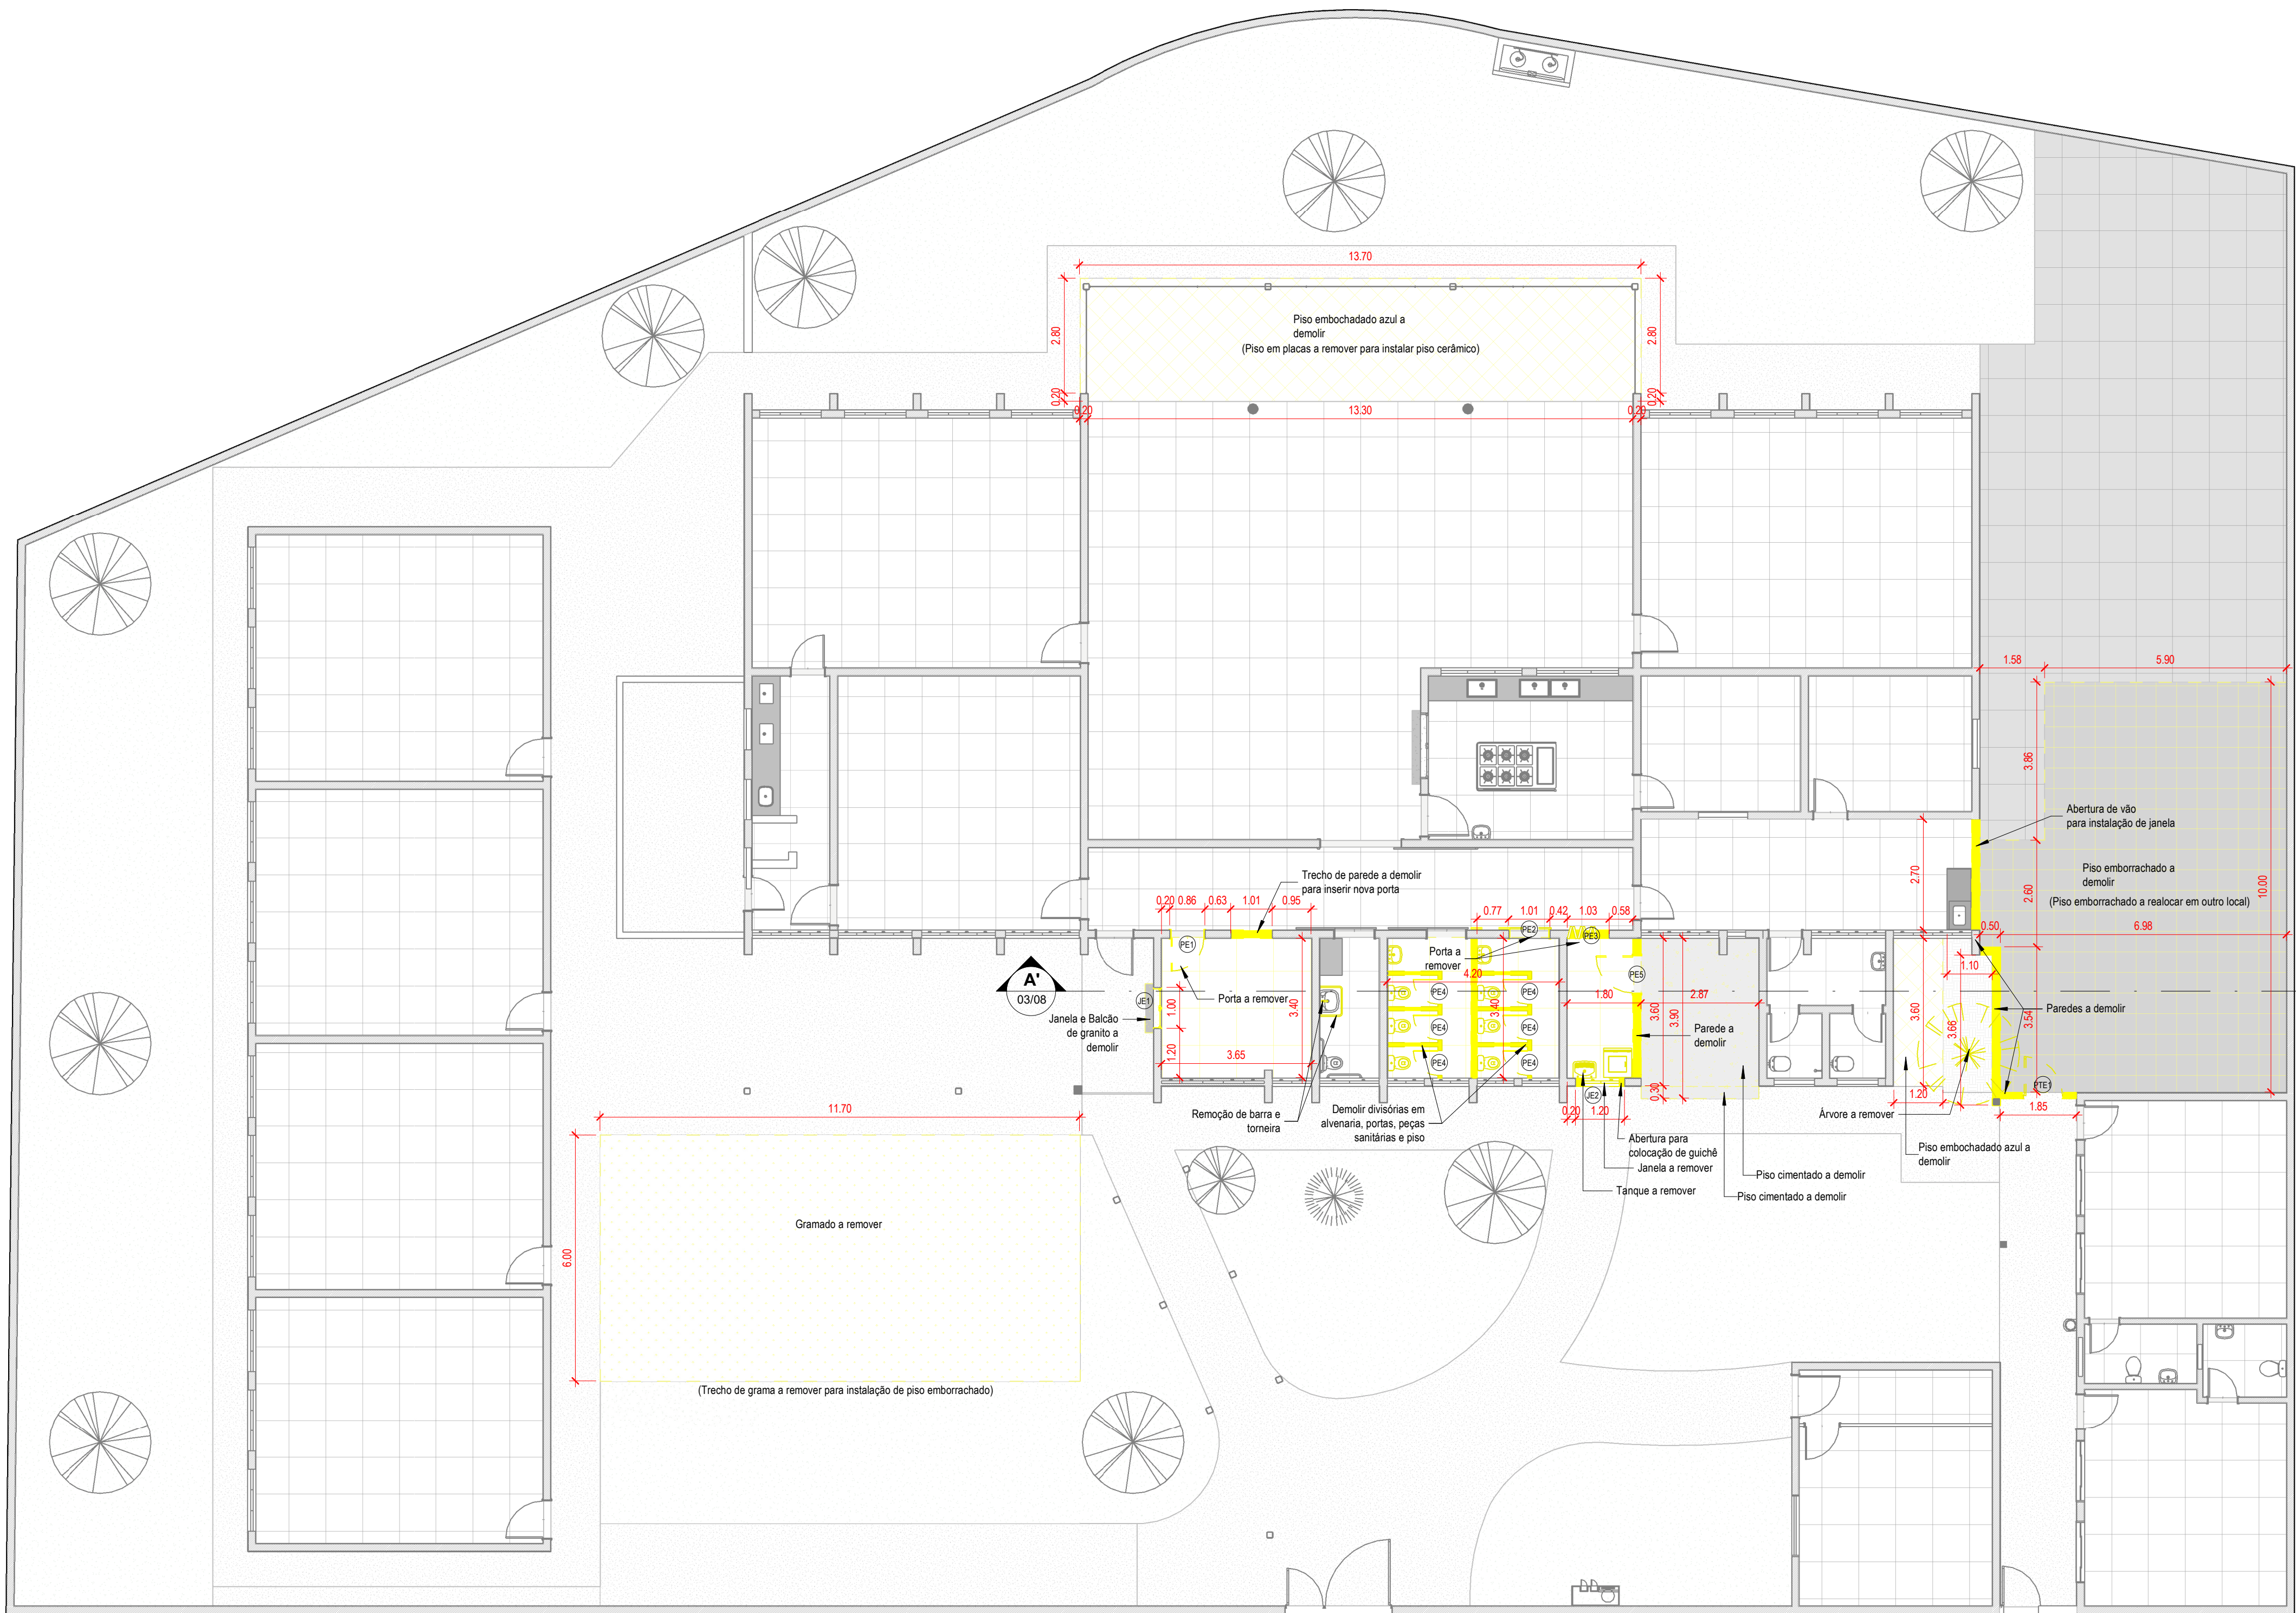 13.70
Piso embochadado azul a
demolir
(Piso em placas a remover para instalar piso cerâmico)
2.80
2.80
0.20
0.20
0.20
13.30
0.20
1.58
5.90
3.86
Abertura de vão
para instalação de janela
Piso emborrachado a
demolir
(Piso emborrachado a realocar em outro local)
2.70
2.60
10.00
Trecho de parede a demolir
para inserir nova porta
0.20
0.86
0.63
1.01
0.95
0.77
1.01
0.42
1.03
0.58
PE1
PE2
PE3
0.50
6.98
Porta a
remover
4.20
PE5
1.10
A'
03/08
JE1
Porta a remover
1.00
3.40
PE4
PE4
1.80
2.87
Janela e Balcão
de granito a
demolir
1.20
3.65
PE4
PE4
3.40
3.60
3.90
Parede a
demolir
3.60
3.66
3.54
Paredes a demolir
PE4
PE4
JE2
0.30
PTE1
1.20
1.85
11.70
Remoção de barra e
torneira
Demolir divisórias em
alvenaria, portas, peças
sanitárias e piso
0.20
1.20
Árvore a remover
Abertura para
colocação de guichê
Janela a remover
Tanque a remover
Piso cimentado a demolir
Piso cimentado a demolir
Piso embochadado azul a
demolir
6.00
Gramado a remover
(Trecho de grama a remover para instalação de piso emborrachado)